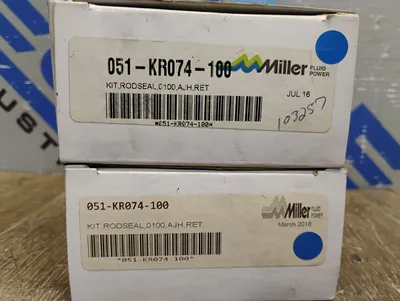 051-KR074-100
Miller FLUID POWER
KIT,RODSEAL,0100,AJH,RET
JUL 16
103257
*051-KR074-100*
051-KR074-100
Miller FLUID POWER
KIT,RODSEAL,0100,AJH,RET.
March 2018
*051-KR074-100*